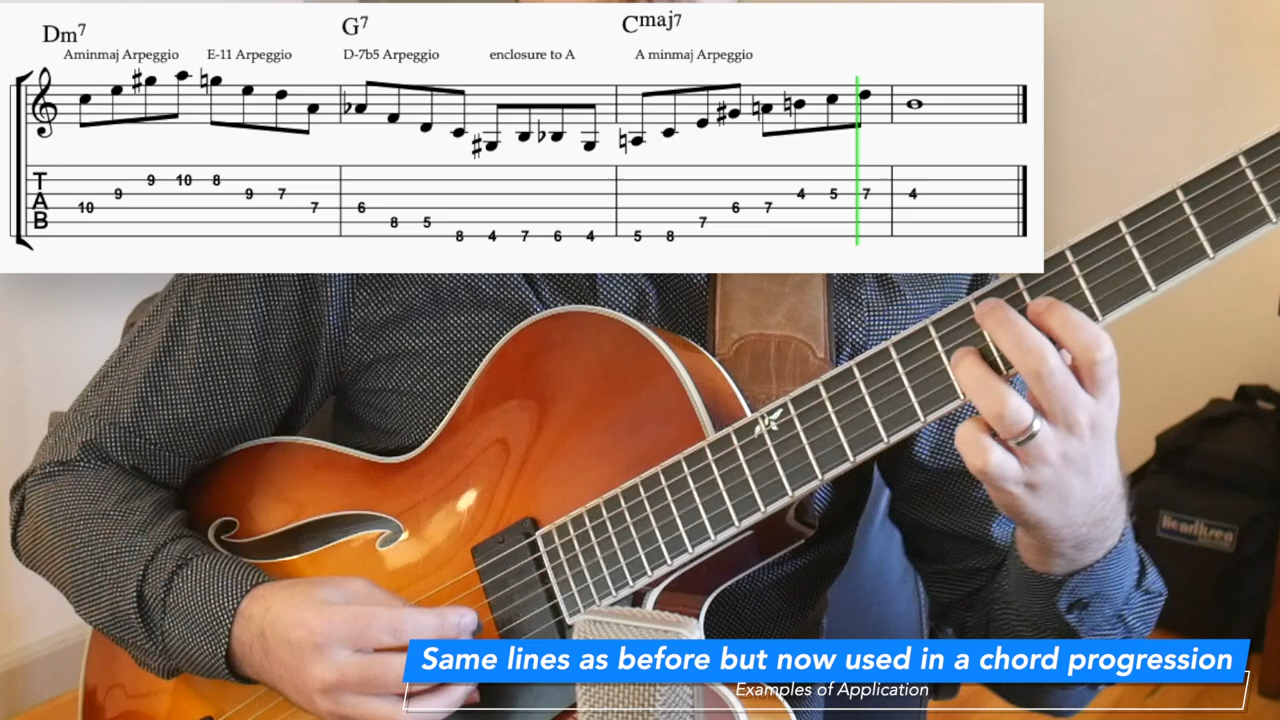 Dm7 G7 Cmaj7
Aminmaj Arpeggio E-11 Arpeggio D-7b5 Arpeggio enclosure to A A minmaj Arpeggio
T 9 10 8 4 5 7 4
A 10 9 9 7 7 6 6 7
B 8 5 7
8 4 7 6 4 5 8
Same lines as before but now used in a chord progression
Examples of Application